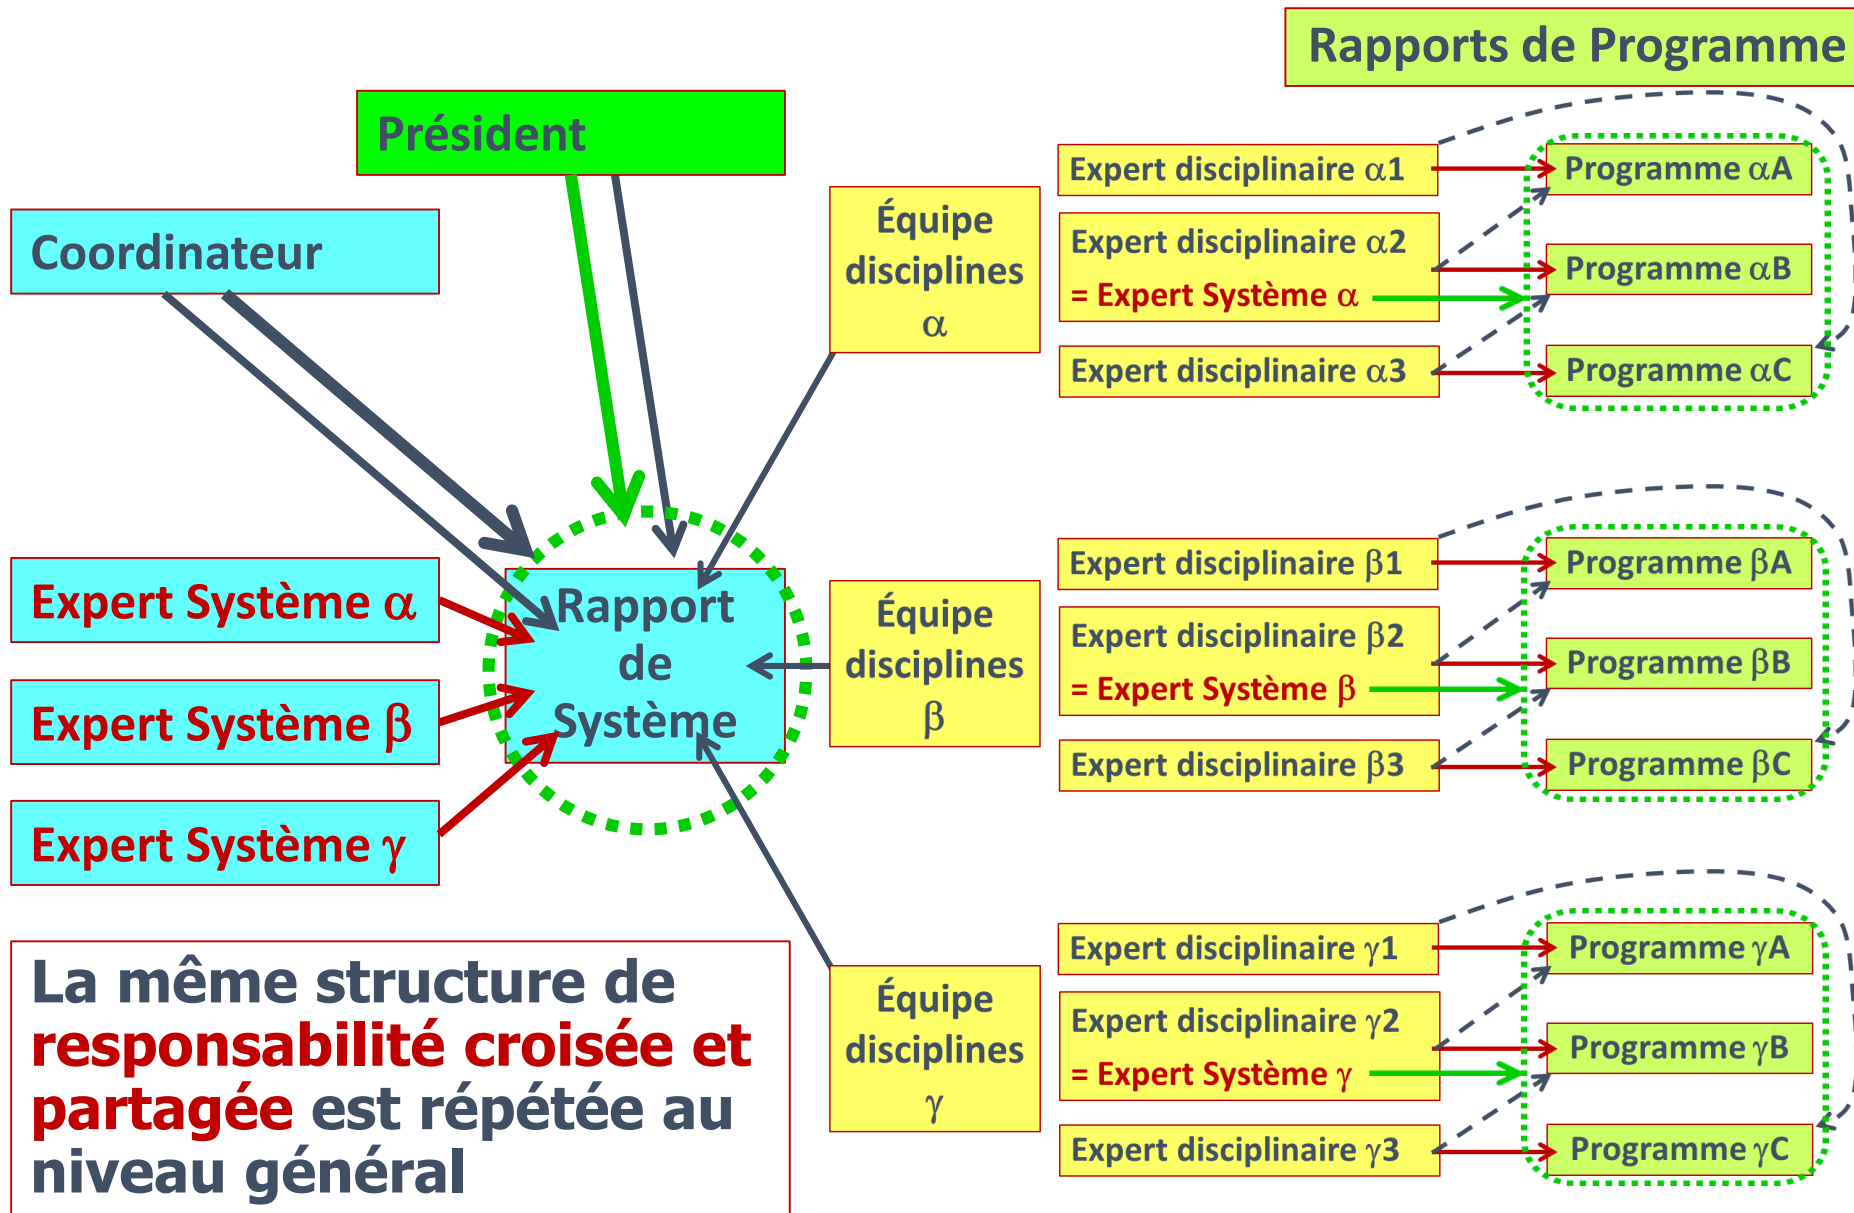 Rapports de Programme
Président
Coordinateur
Expert Système α
Expert Système β
Expert Système γ
Rapport
de
Système
La même structure de
responsabilité croisée et
partagée est répétée au
niveau général
Équipe
disciplines
α
Expert disciplinaire α1
Expert disciplinaire α2
= Expert Système α
Expert disciplinaire α3
Programme αA
Programme αB
Programme αC
Équipe
disciplines
β
Expert disciplinaire β1
Expert disciplinaire β2
= Expert Système β
Expert disciplinaire β3
Programme βA
Programme βB
Programme βC
Équipe
disciplines
γ
Expert disciplinaire γ1
Expert disciplinaire γ2
= Expert Système γ
Expert disciplinaire γ3
Programme γA
Programme γB
Programme γC